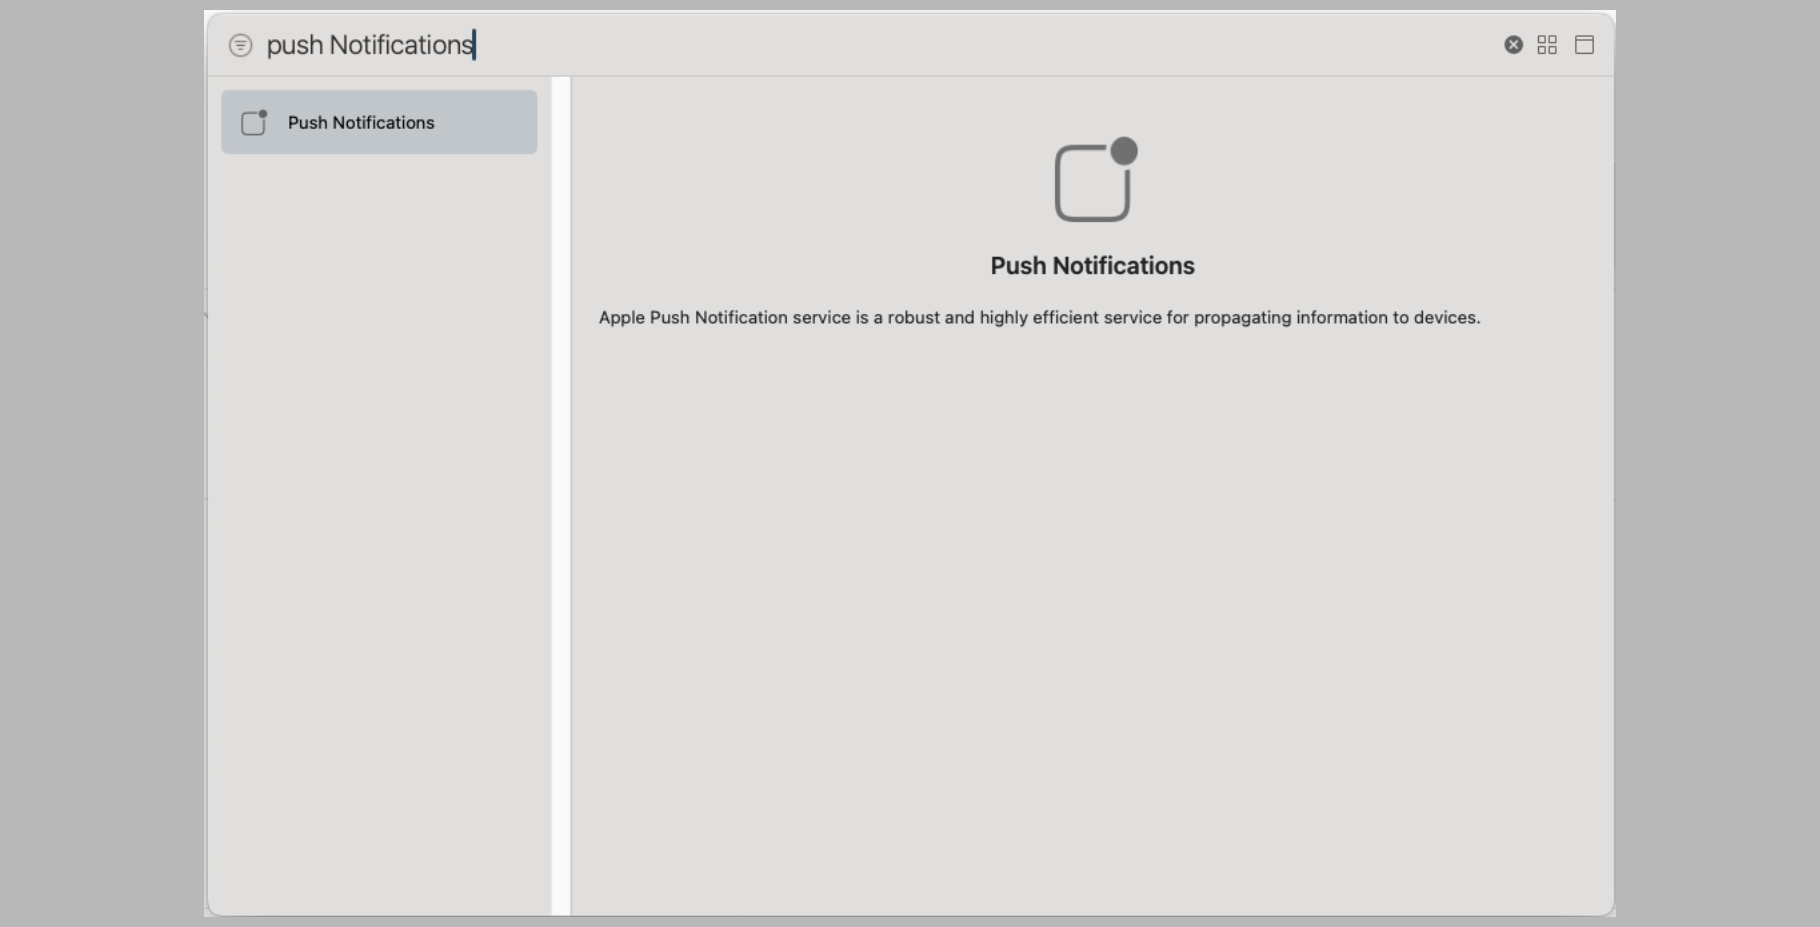 push Notifications
Push Notifications
Push Notifications
Apple Push Notification service is a robust and highly efficient service for propagating information to devices.